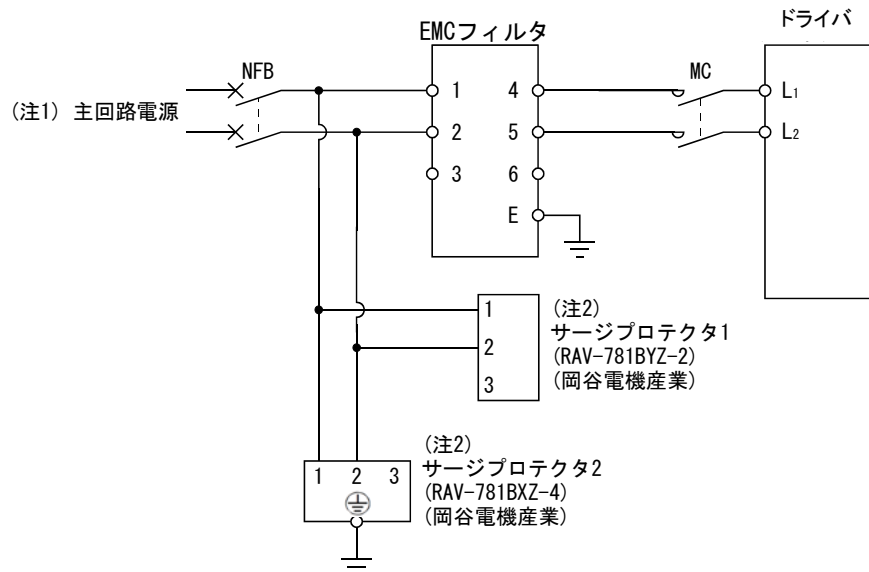 ドライバ
EMCフィルタ
NFB
MC
(注1) 主回路電源
1 4
L1
2 5
L2
3 6
E
1
2
3
(注2)
サージプロテクタ1
(RAV-781BYZ-2)
(岡谷電機産業)
1 2 3
(注2)
サージプロテクタ2
(RAV-781BXZ-4)
(岡谷電機産業)